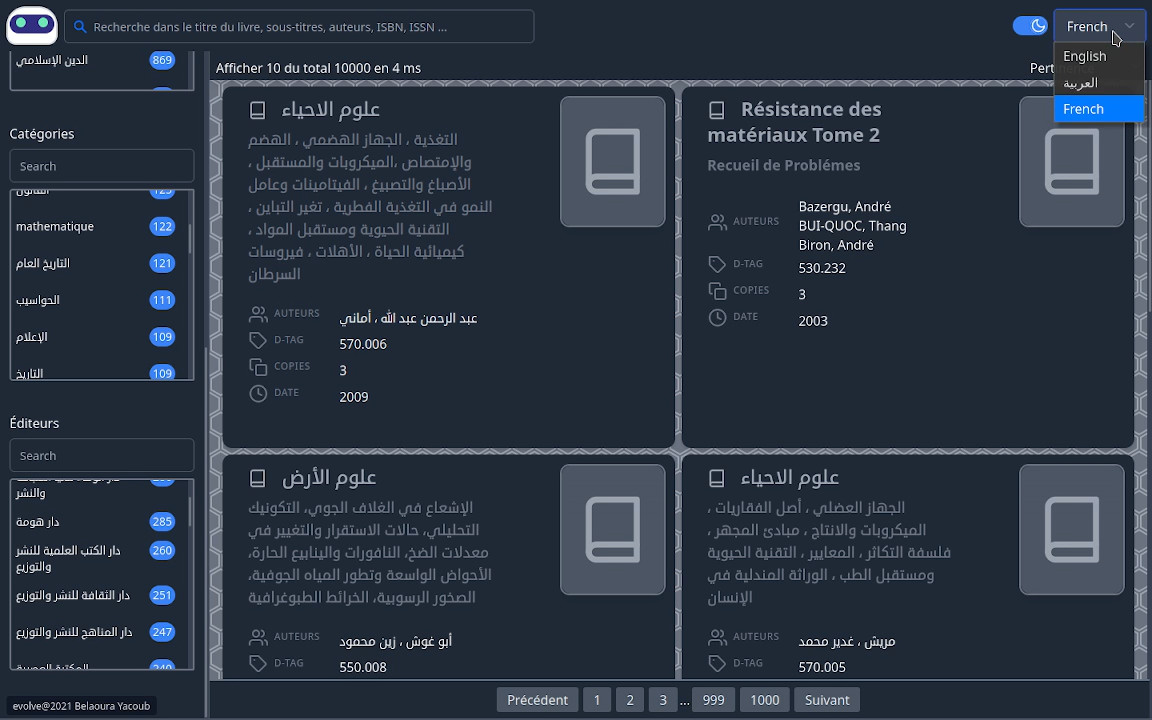 Recherche dans le titre du livre, sous-titres, auteurs, ISBN, ISSN ...
French
English
العربية
French
الدين الإسلامي 869
Afficher 10 du total 10000 en 4 ms
Pert
Catégories
Search
125
mathematique 122
التاريخ العام 121
الحواسيب 111
الإعلام 109
التاريخ 109
Éditeurs
Search
والنشر
دار هومة 285
دار الكتب العلمية للنشر 260
والتوزيع
دار الثقافة للنشر والتوزيع 251
دار المناهج للنشر والتوزيع 247
240
evolve@2021 Belaoura Yacoub
علوم الاحياء
التغذية ، الجهاز الهضمي ، الهضم
والإمتصاص ،الميكروبات والمستقبل ،
الأصباغ والتصبيغ ، الفيتامينات وعامل
النمو في التغذية الفطرية ، تغير التباين ،
التقنية الحيوية ومستقبل المواد ،
كيميائية الحياة ، الأهلات ، فيروسات
السرطان
AUTEURS عبد الرحمن عبد الله ، أماني
D-TAG 570.006
COPIES 3
DATE 2009
Résistance des
matériaux Tome 2
Recueil de Problémes
AUTEURS Bazergu, André
BUI-QUOC, Thang
Biron, André
D-TAG 530.232
COPIES 3
DATE 2003
علوم الأرض
الإشعاع في الغلاف الجوي، التكونيك
التحليلي، حالات الاستقرار والتغيير في
معدلات الضخ، النافورات والينابيع الحارة،
الأحواض الواسعة وتطور المياه الجوفية،
الصخور الرسوبية، الخرائط الطبوغرافية
AUTEURS أبو غوش ، زين محمود
D-TAG 550.008
علوم الاحياء
الجهاز العضلي ، أصل الفقاريات ،
الميكروبات والانتاج ، مبادئ المجهر ،
فلسفة التكاثر ، المعايير ، التقنية الحيوية
ومستقبل الطب ، الوراثة المندلية في
الإنسان
AUTEURS مريش ، غدير محمد
D-TAG 570.005
Précédent 1 2 3 ... 999 1000 Suivant